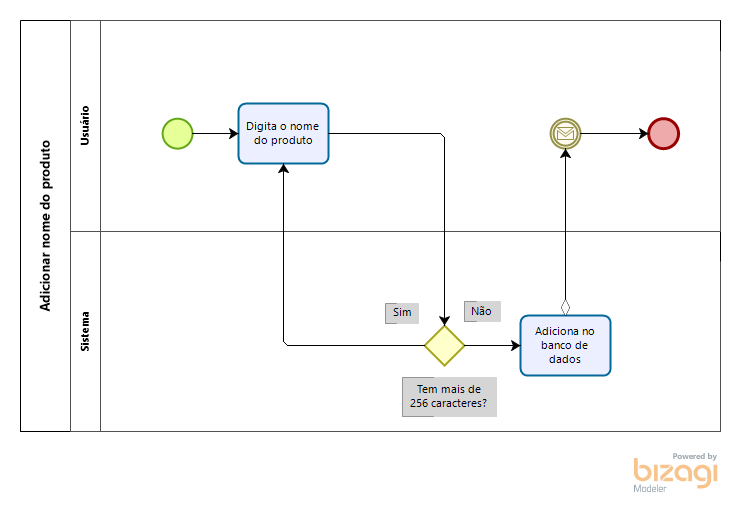 Adicionar nome do produto
Usuário
Digita o nome
do produto
Sistema
Sim
Não
Adiciona no
banco de
dados
Tem mais de
256 caracteres?
Powered by
bizagi
Modeler